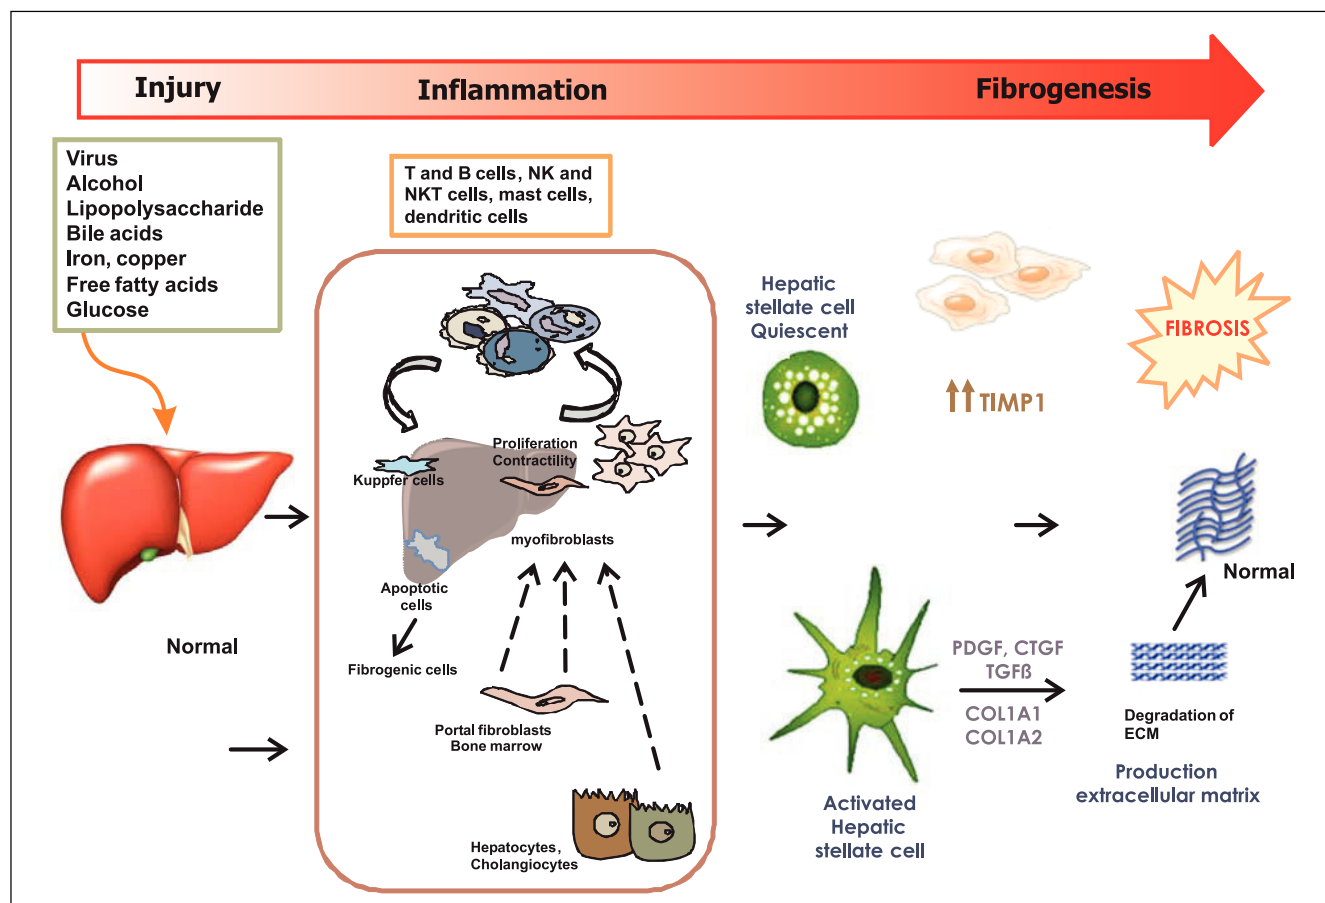 Injury
Inflammation
Fibrogenesis
Virus
Alcohol
Lipopolysaccharide
Bile acids
Iron, copper
Free fatty acids
Glucose
T and B cells, NK and
NKT cells, mast cells,
dendritic cells
Hepatic
stellate cell
Quiescent
FIBROSIS
TIMP1
Proliferation
Contractility
Kuppfer cells
myofibroblasts
Apoptotic
cells
Normal
Normal
Fibrogenic cells
PDGF, CTGF
TGFß
COL1A1
COL1A2
Degradation of
ECM
Portal fibroblasts
Bone marrow
Production
extracellular matrix
Activated
Hepatic
stellate cell
Hepatocytes,
Cholangiocytes